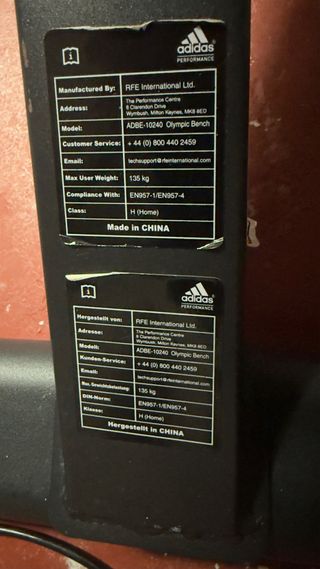 adidas
PERFORMANCE
Manufactured By: RFE International Ltd.
Address: The Performance Centre
6 Clarendon Drive
Wymbush, Milton Keynes, MK8 8ED
Model: ADBE-10240 Olympic Bench
Customer Service: + 44 (0) 800 440 2459
Email: techsupport@rfeinternational.com
Max User Weight: 135 kg
Compliance With: EN957-1/EN957-4
Class: H (Home)
Made in CHINA
adidas
PERFORMANCE
Hergestellt von: RFE International Ltd.
Adresse: The Performance Centre
6 Clarendon Drive
Wymbush, Milton Keynes, MK8 8ED
Modell: ADBE-10240 Olympic Bench
Kunden-Service: + 44 (0) 800 440 2459
Email: techsupport@rfeinternational.com
Max. Gewichtsbelastung: 135 kg
DIN-Norm: EN957-1/EN957-4
Klasse: H (Home)
Hergestellt in CHINA